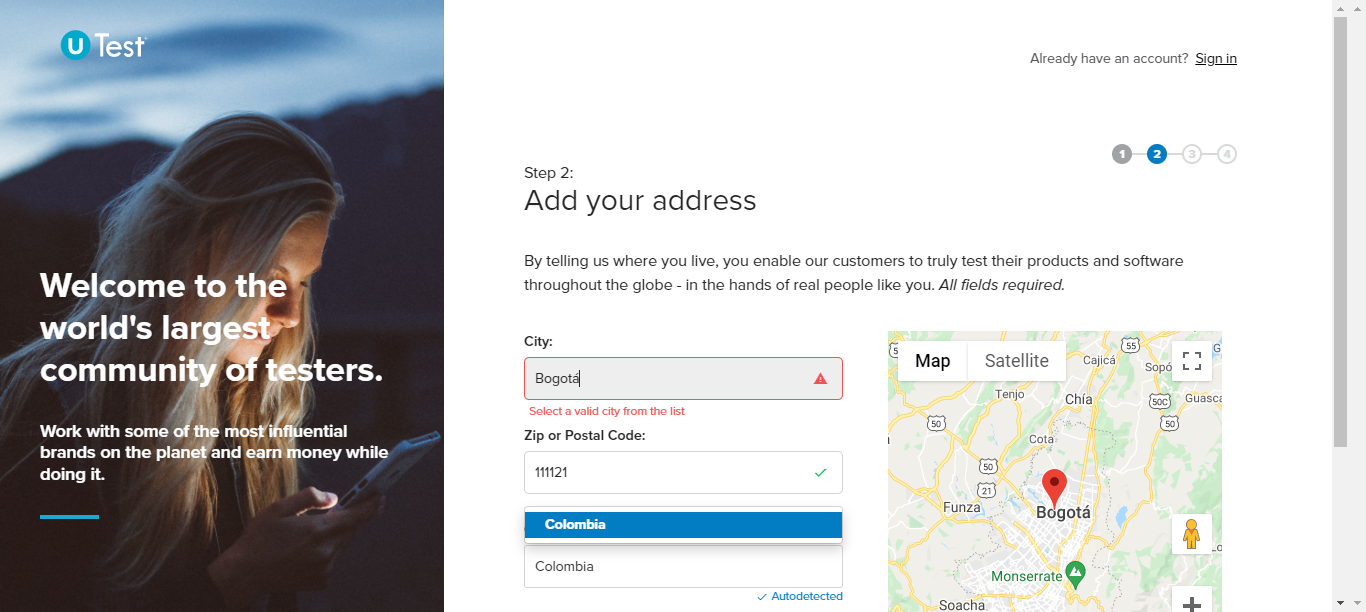 U Test
Already have an account? Sign in
1 2 3 4
Step 2:
Add your address
Welcome to the
world's largest
community of testers.
Work with some of the most influential
brands on the planet and earn money while
doing it.
By telling us where you live, you enable our customers to truly test their products and software
throughout the globe - in the hands of real people like you. All fields required.
City:
Bogotá
Select a valid city from the list
Zip or Postal Code:
111121
Colombia
Colombia
Autodetected
Map
Satellite
55
Cajicá
Sopó
Tenjo
Chía
50C
Guasca
50
50
Cota
50
21
Funza
Bogotá
Monserrate
Soacha